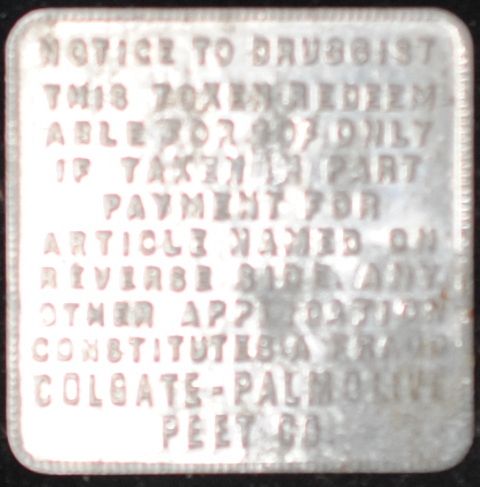 NOTICE TO DRUGGIST
THIS TOKEN REDEEM-
ABLE FOR ONLY
IF TAKEN IN PART
PAYMENT FOR
ARTICLE NAMED ON
REVERSE SIDE ANY
OTHER APPLICATION
CONSTITUTES A FRAUD
COLGATE-PALMOLIVE
PEET CO.